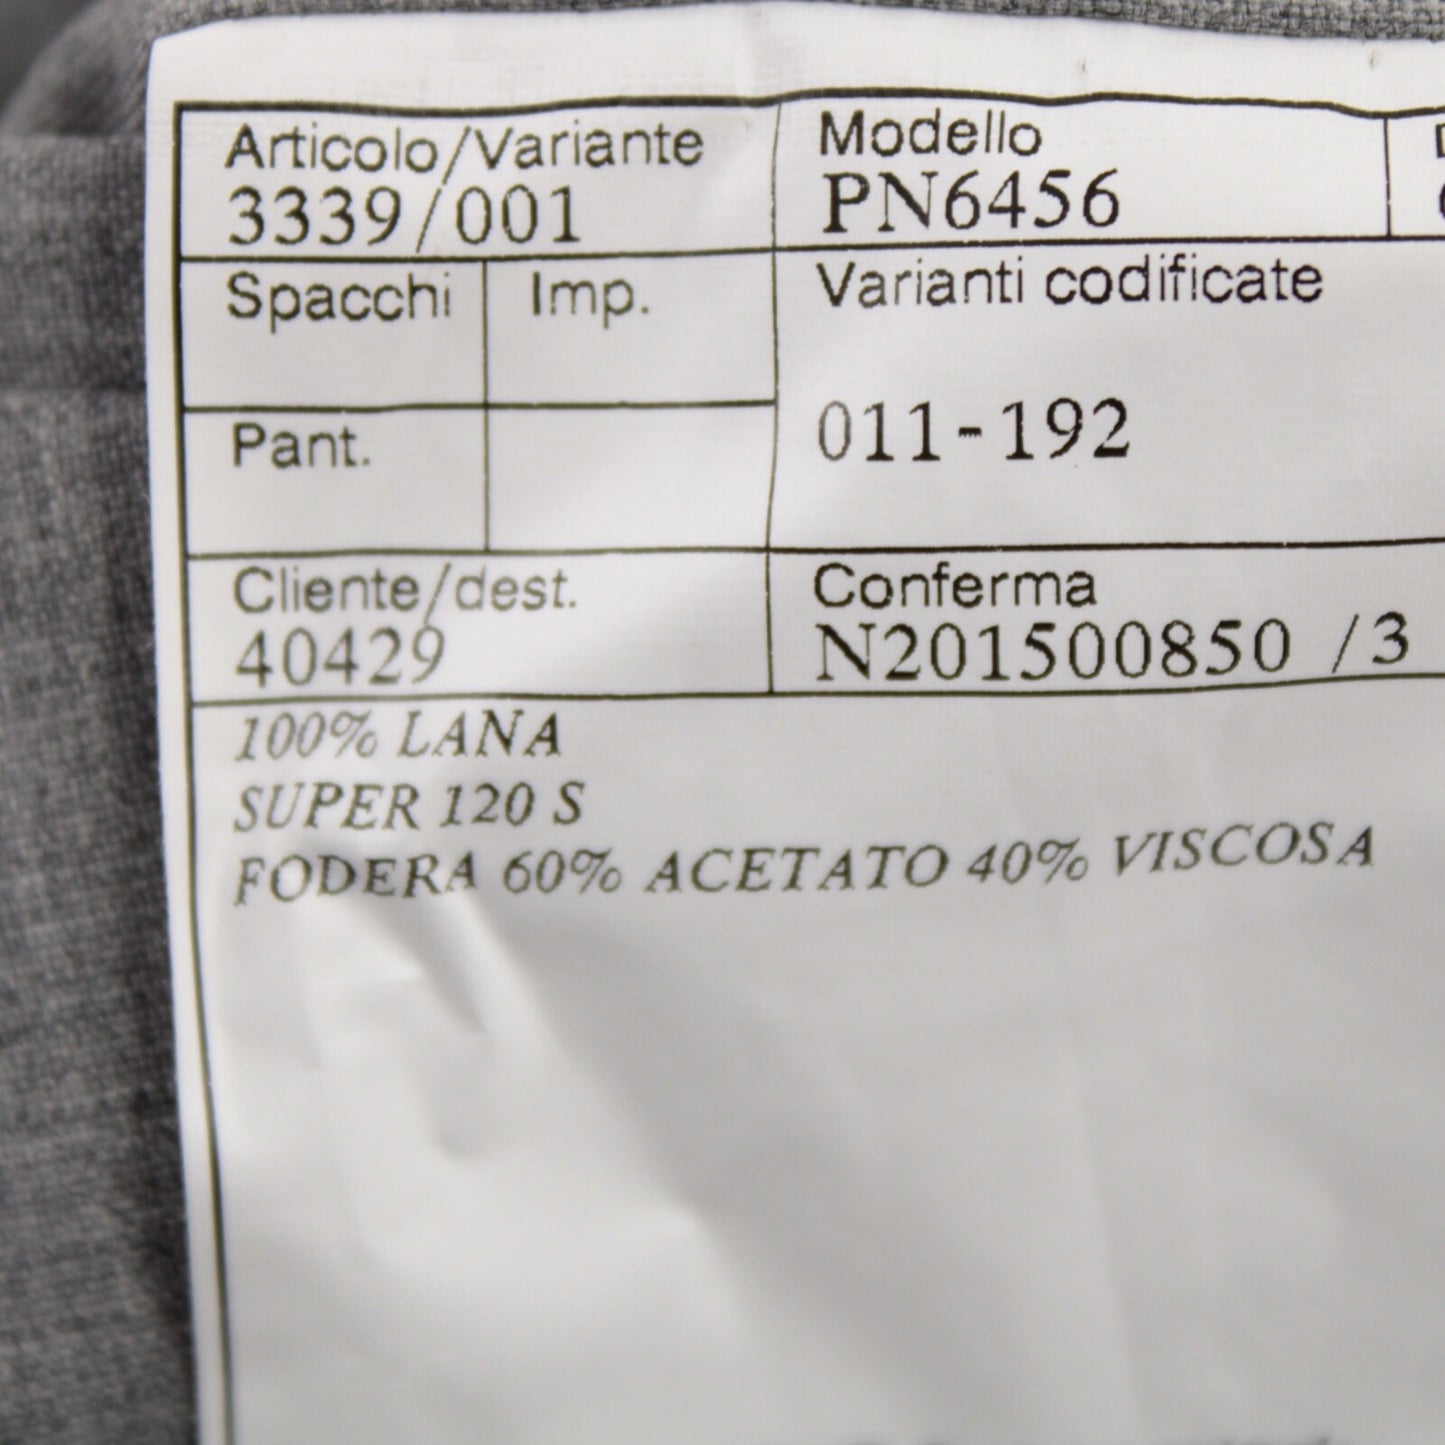 Articolo/Variante
3339/001
Modello
PN6456
Spacchi
Imp.
Varianti codificate
011-192
Pant.
Cliente/dest.
40429
Conferma
N201500850 /3
100% LANA
SUPER 120 S
FODERA 60% ACETATO 40% VISCOSA